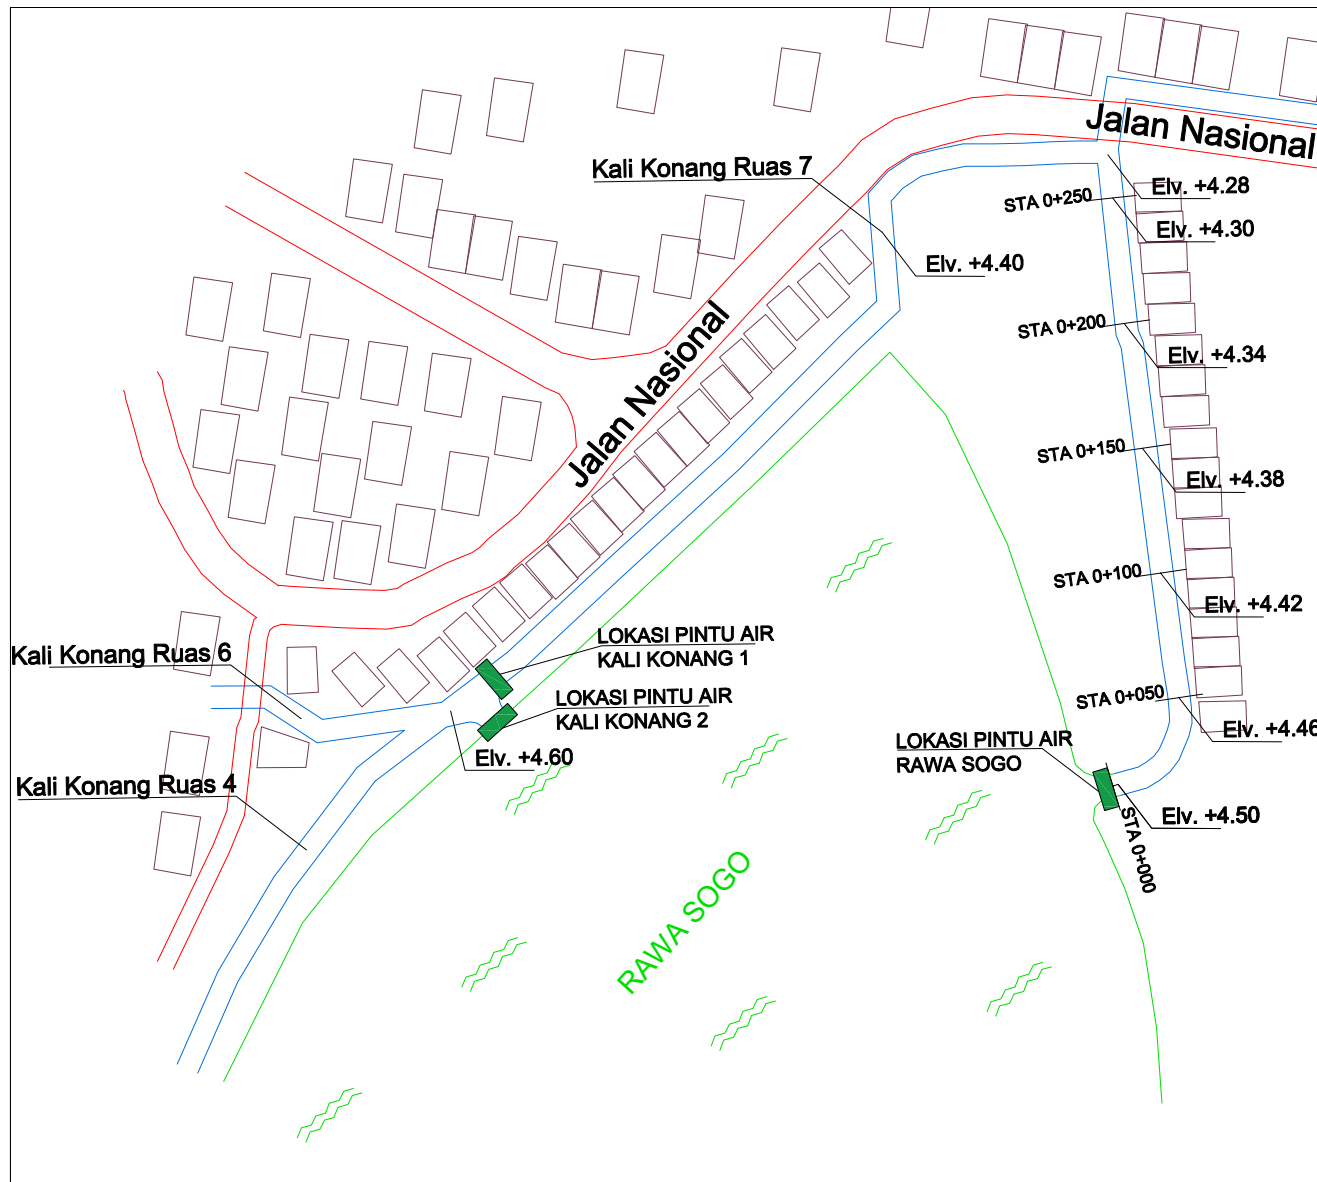 Jalan Nasional
Kali Konang Ruas 7
Elv. +4.28
STA 0+250
Elv. +4.30
Elv. +4.40
STA 0+200
Elv. +4.34
Jalan Nasional
STA 0+150
Elv. +4.38
STA 0+100
Elv. +4.42
LOKASI PINTU AIR
KALI KONANG 1
Kali Konang Ruas 6
LOKASI PINTU AIR
KALI KONANG 2
STA 0+050
Elv. +4.46
LOKASI PINTU AIR
RAWA SOGO
Elv. +4.60
Kali Konang Ruas 4
Elv. +4.50
STA 0+000
RAWA SOGO